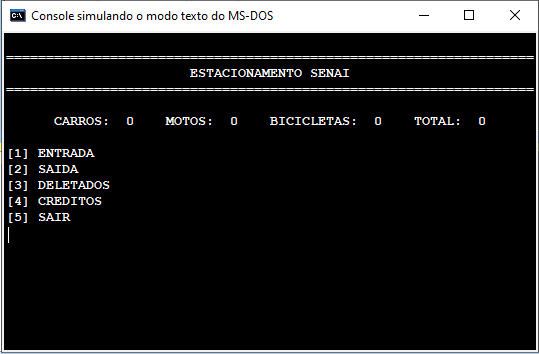 Console simulando o modo texto do MS-DOS
==================================================================
ESTACIONAMENTO SENAI
==================================================================
CARROS: 0 MOTOS: 0 BICICLETAS: 0 TOTAL: 0
[1] ENTRADA
[2] SAIDA
[3] DELETADOS
[4] CREDITOS
[5] SAIR